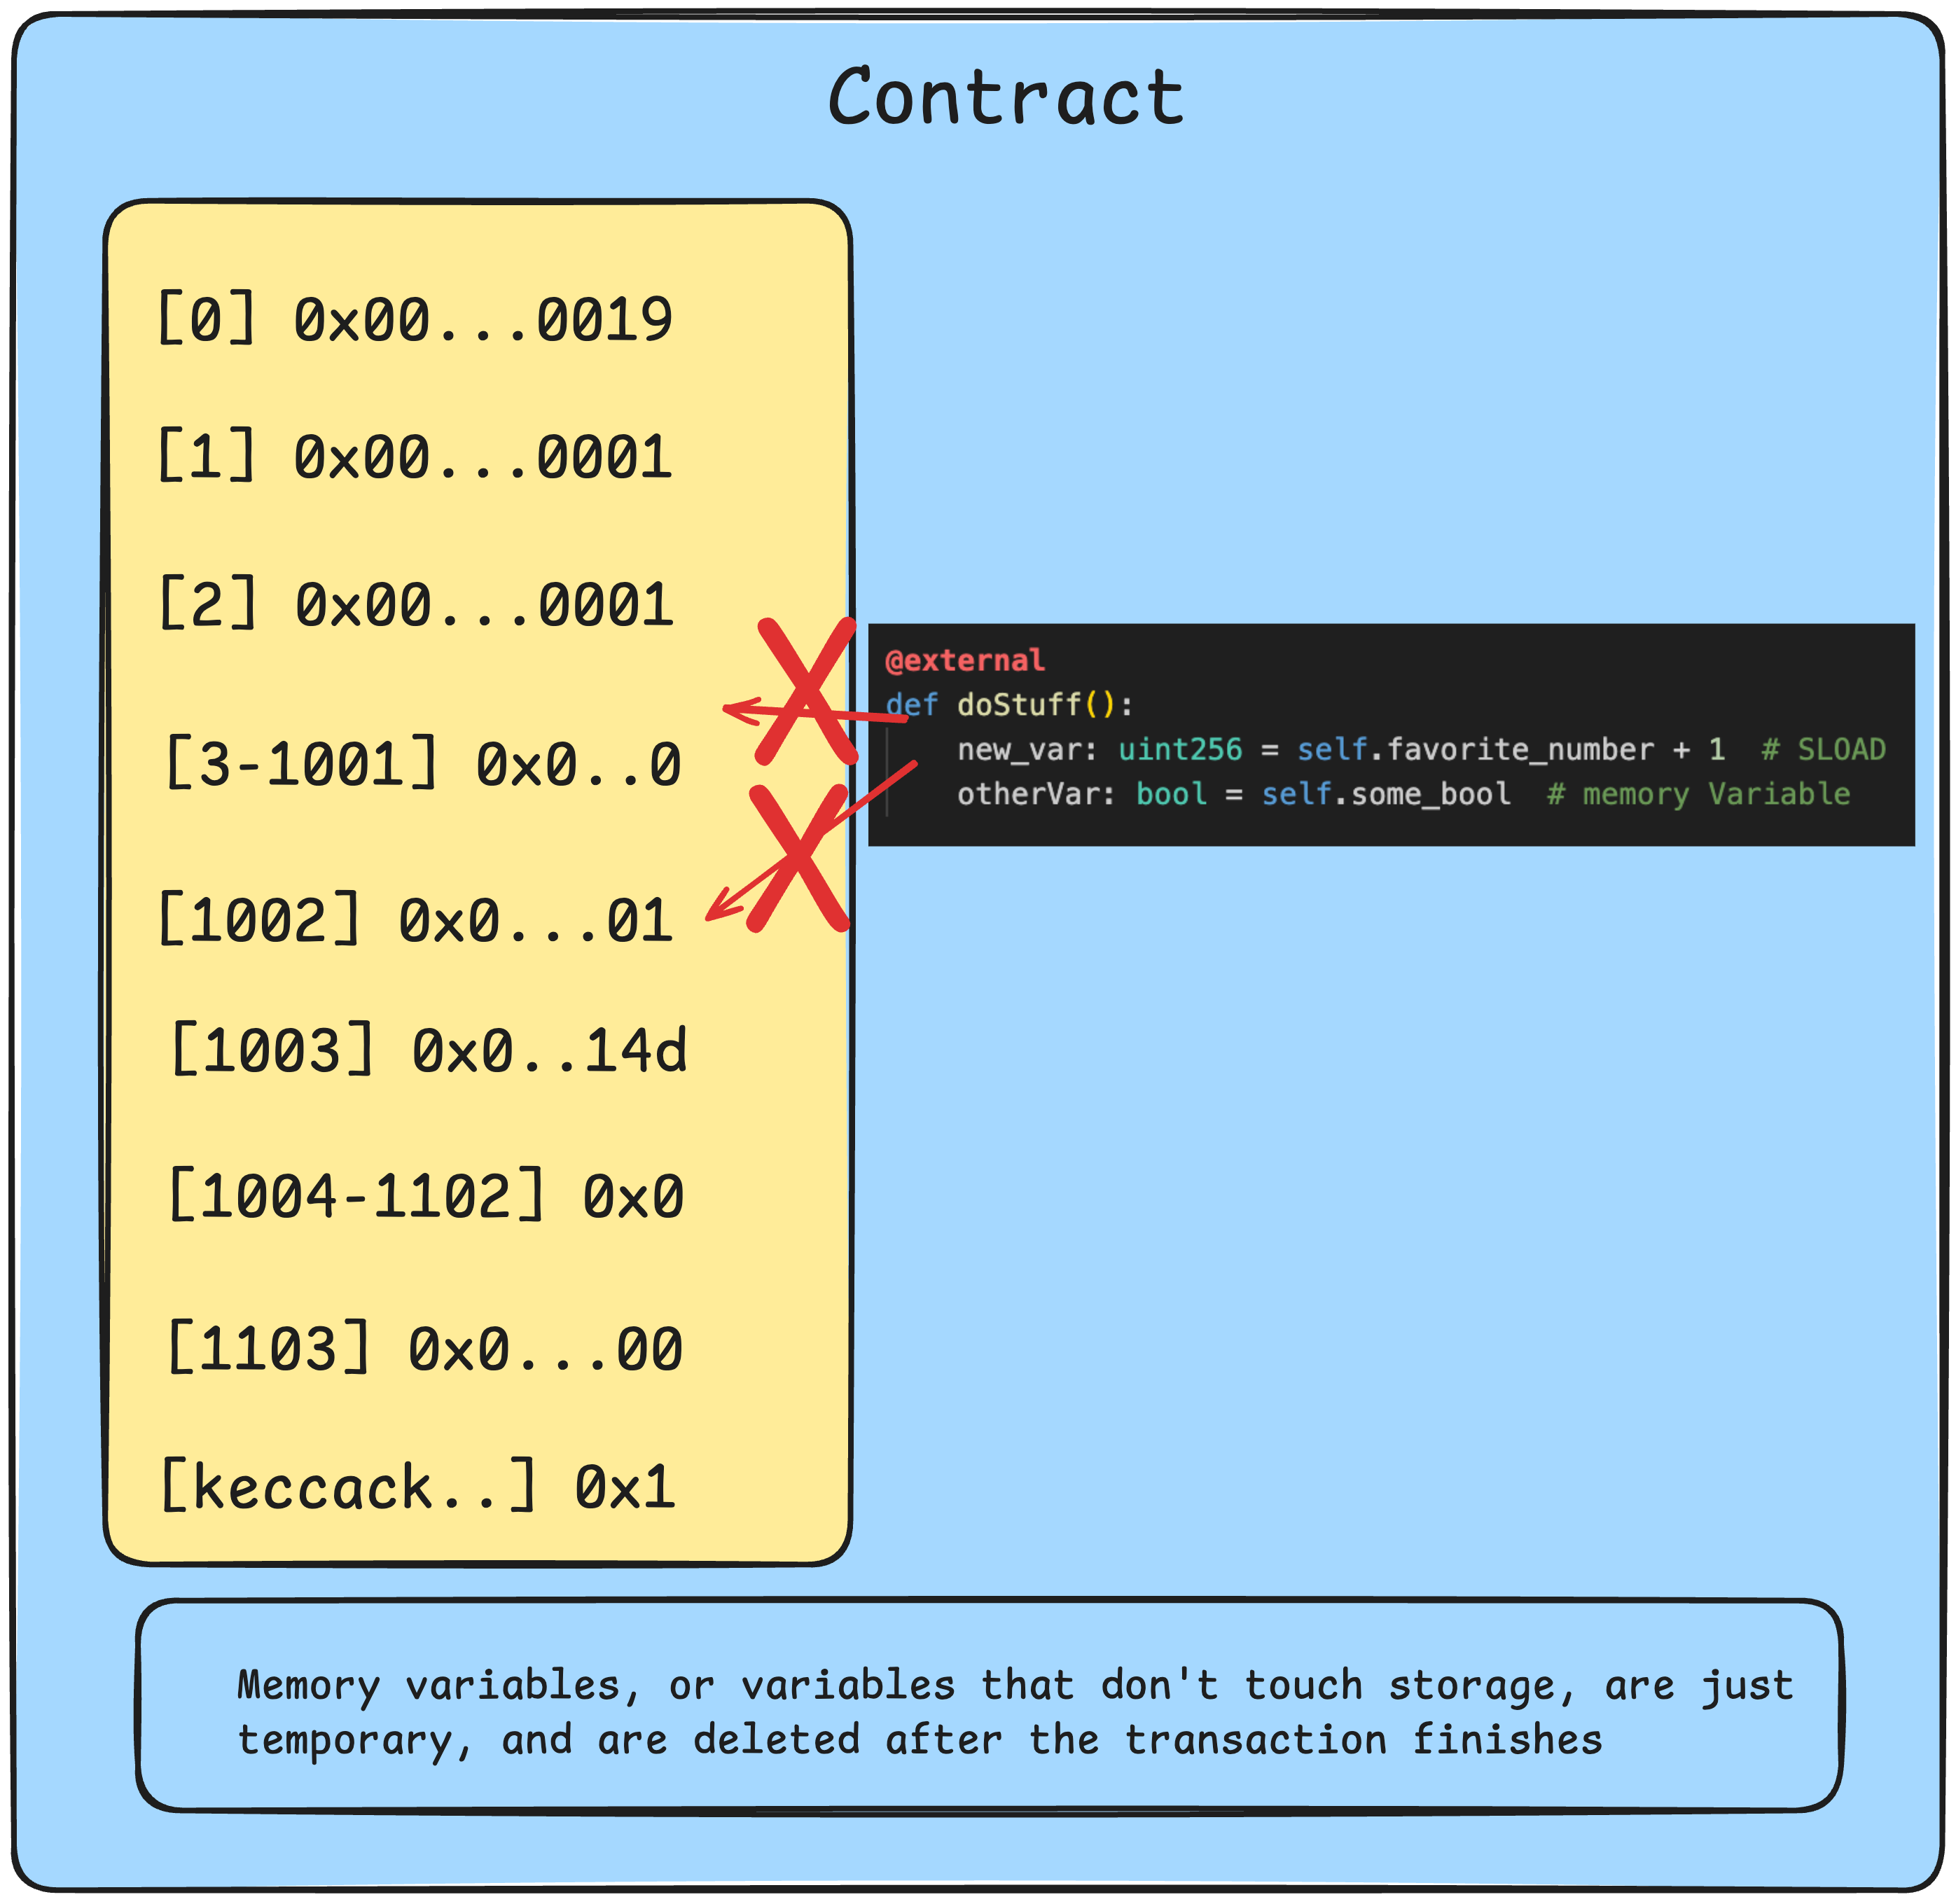 Contract
[0] 0x00...0019
[1] 0x00...0001
[2] 0x00...0001
@external
def doStuff():
new_var: uint256 = self.favorite_number + 1  # SLOAD
otherVar: bool = self.some_bool  # memory Variable
[3-1001] 0x0..0
[1002] 0x0...01
[1003] 0x0..14d
[1004-1102] 0x0
[1103] 0x0...00
[keccack..] 0x1
Memory variables, or variables that don't touch storage, are just
temporary, and are deleted after the transaction finishes